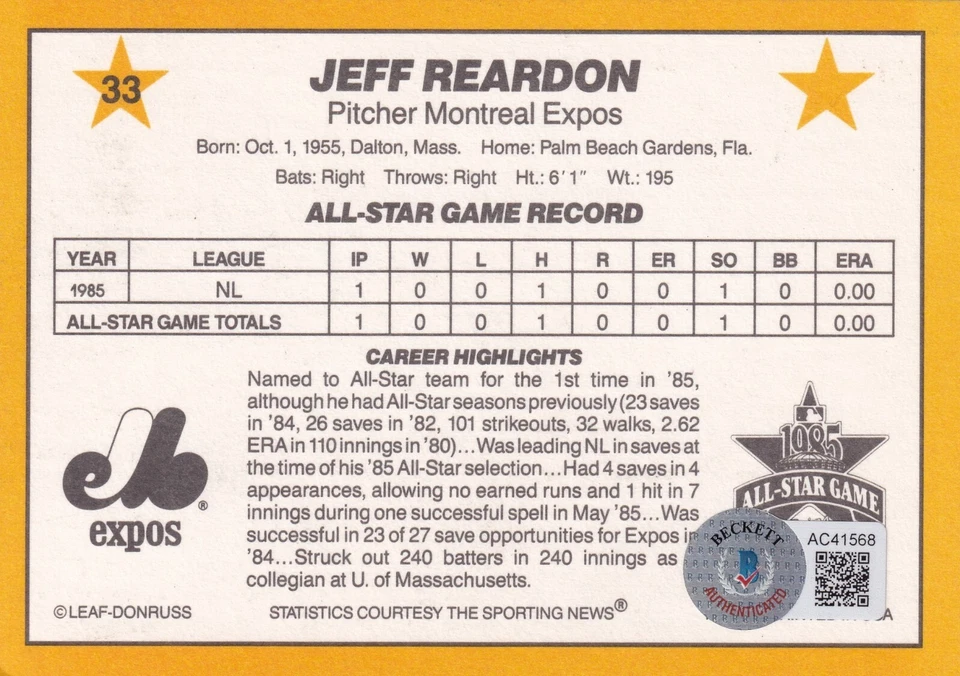 33
JEFF REARDON
Pitcher Montreal Expos
Born: Oct. 1, 1955, Dalton, Mass. Home: Palm Beach Gardens, Fla.
Bats: Right Throws: Right Ht.: 6'1" Wt.: 195
ALL-STAR GAME RECORD
YEAR LEAGUE IP W L H R ER SO BB ERA
1985 NL 1 0 0 1 0 0 1 0 0.00
ALL-STAR GAME TOTALS 1 0 0 1 0 0 1 0 0.00
CAREER HIGHLIGHTS
Named to All-Star team for the 1st time in '85,
although he had All-Star seasons previously (23 saves
in '84, 26 saves in '82, 101 strikeouts, 32 walks, 2.62
ERA in 110 innings in '80)...Was leading NL in saves at
the time of his '85 All-Star selection...Had 4 saves in 4
appearances, allowing no earned runs and 1 hit in 7
innings during one successful spell in May '85...Was
successful in 23 of 27 save opportunities for Expos in
'84...Struck out 240 batters in 240 innings as
collegian at U. of Massachusetts.
eb
®
expos
1985
ALL-STAR GAME
BECKETT
B
AUTHENTICATED
AC41568
©LEAF-DONRUSS STATISTICS COURTESY THE SPORTING NEWS®